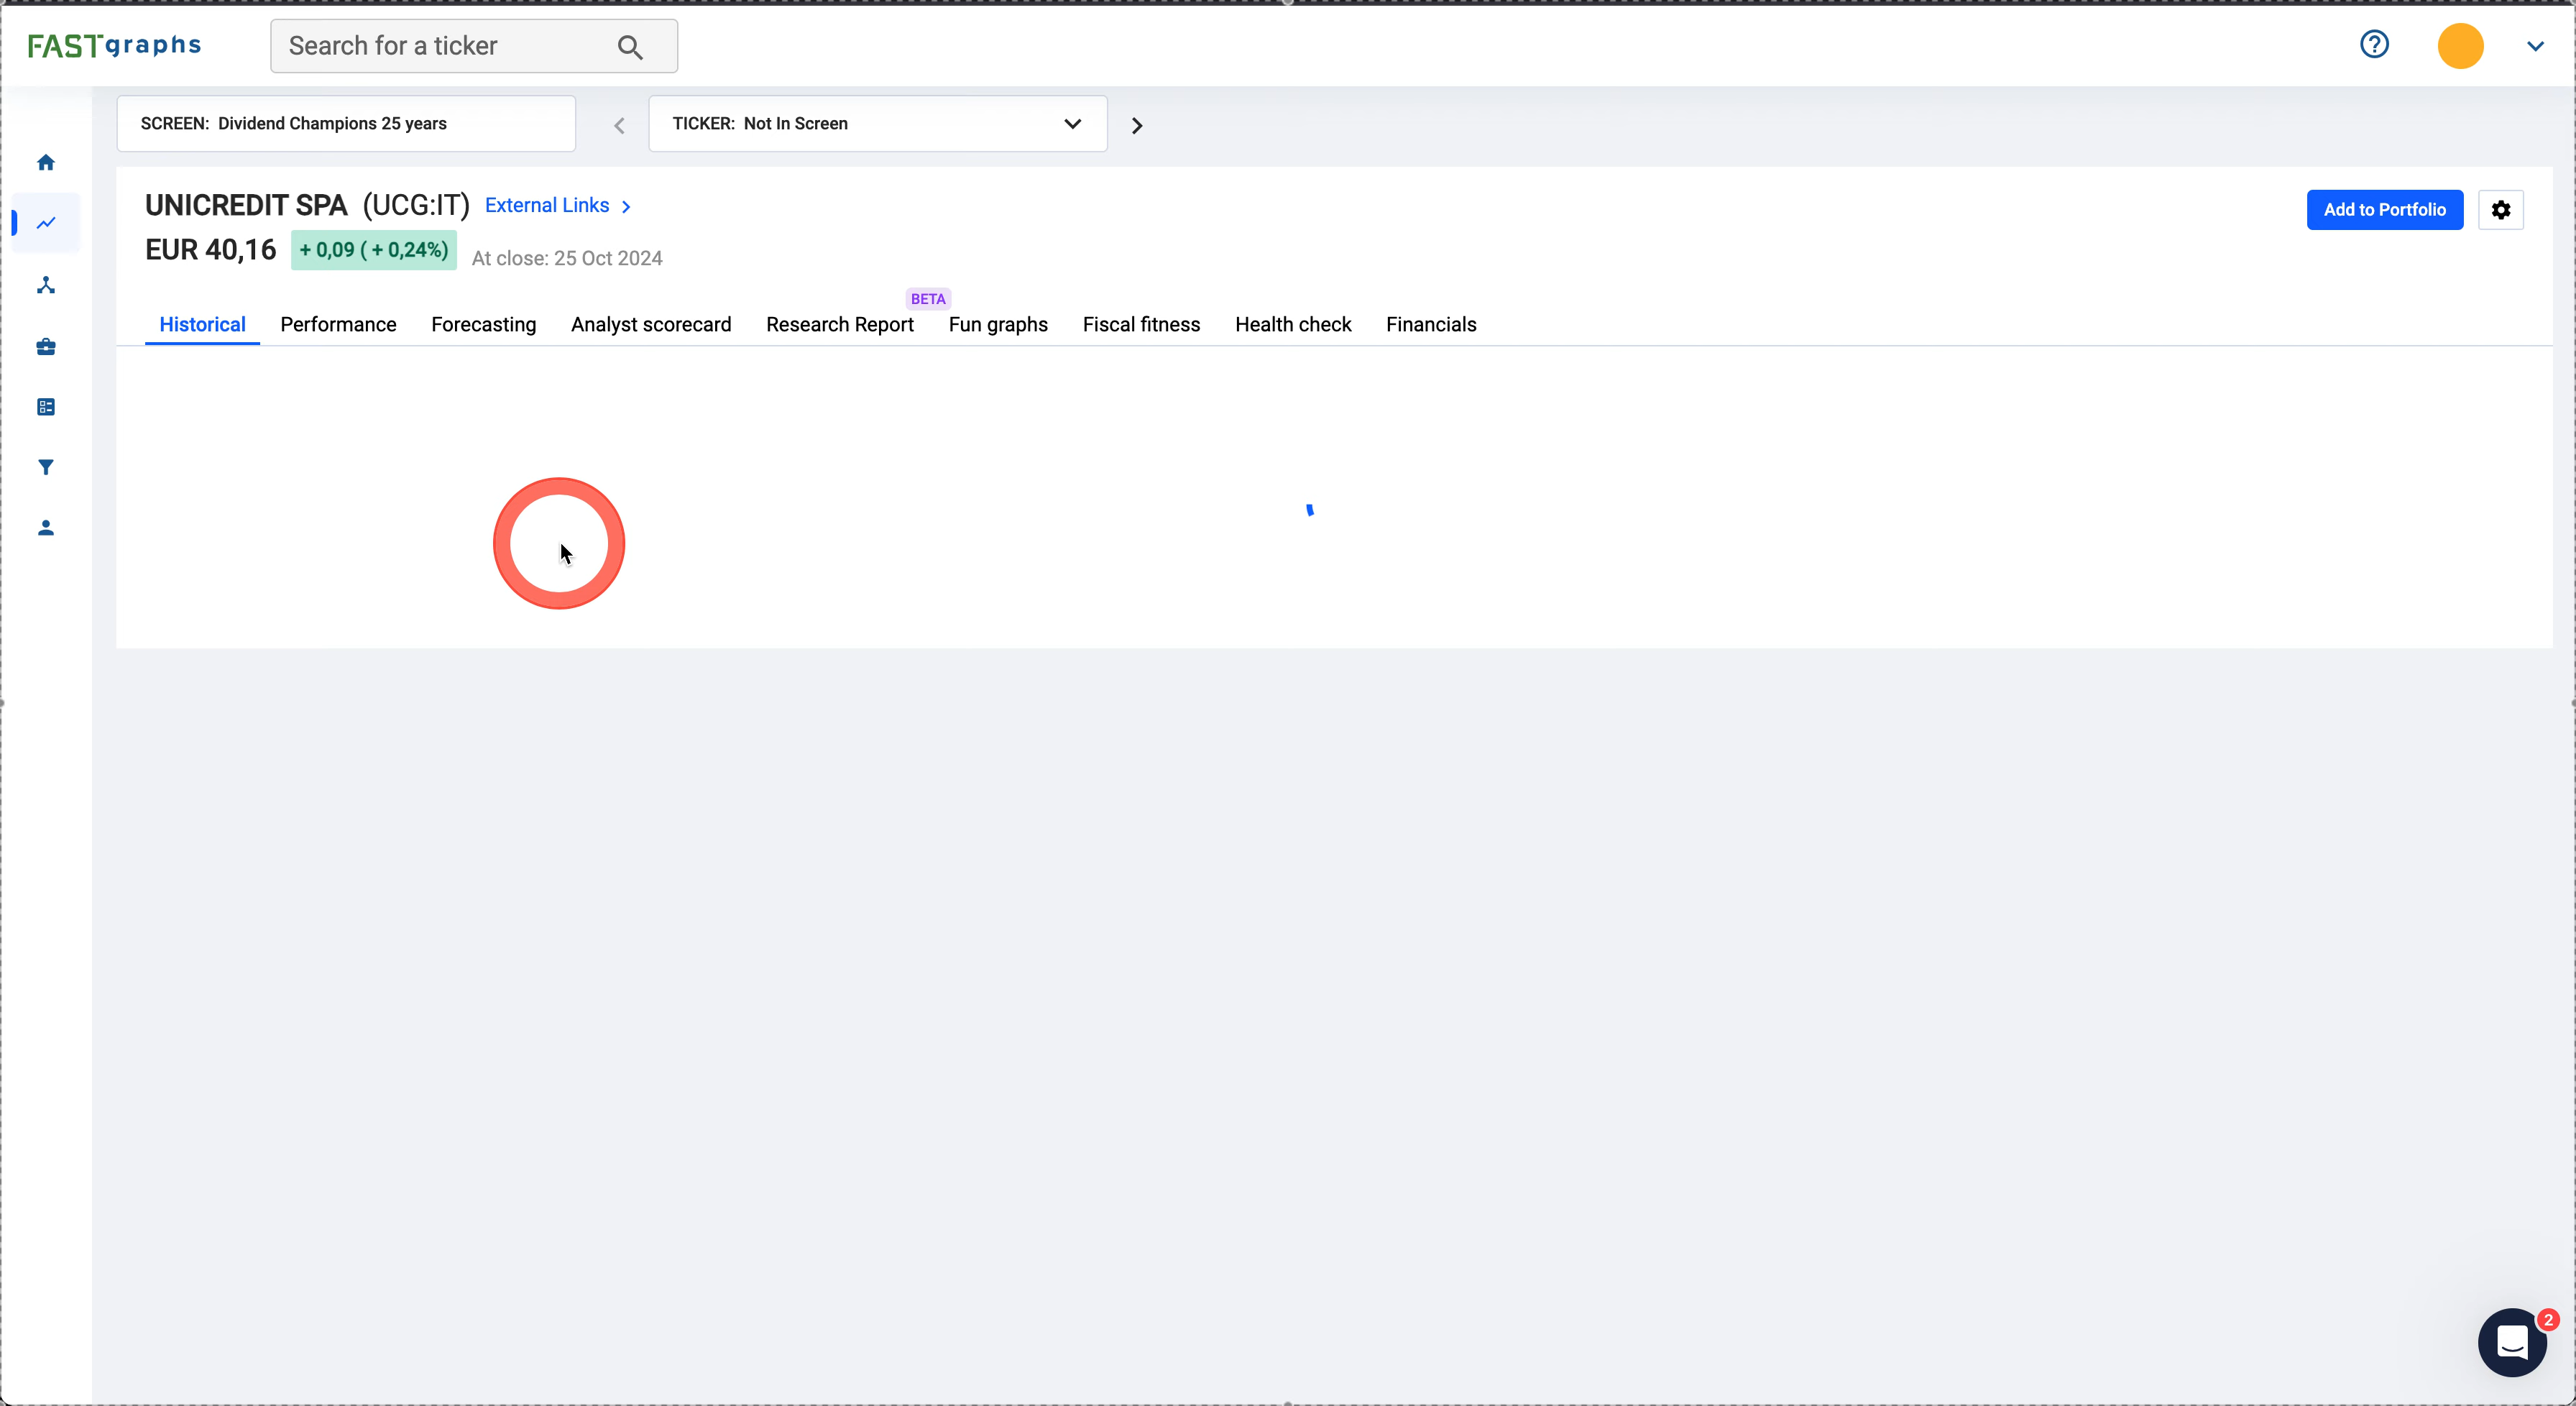 FASTgraphs
Search for a ticker
SCREEN: Dividend Champions 25 years
TICKER: Not In Screen
UNICREDIT SPA (UCG:IT) External Links
Add to Portfolio
EUR 40,16 + 0,09 ( + 0,24%) At close: 25 Oct 2024
BETA
Historical Performance Forecasting Analyst scorecard Research Report Fun graphs Fiscal fitness Health check Financials
2